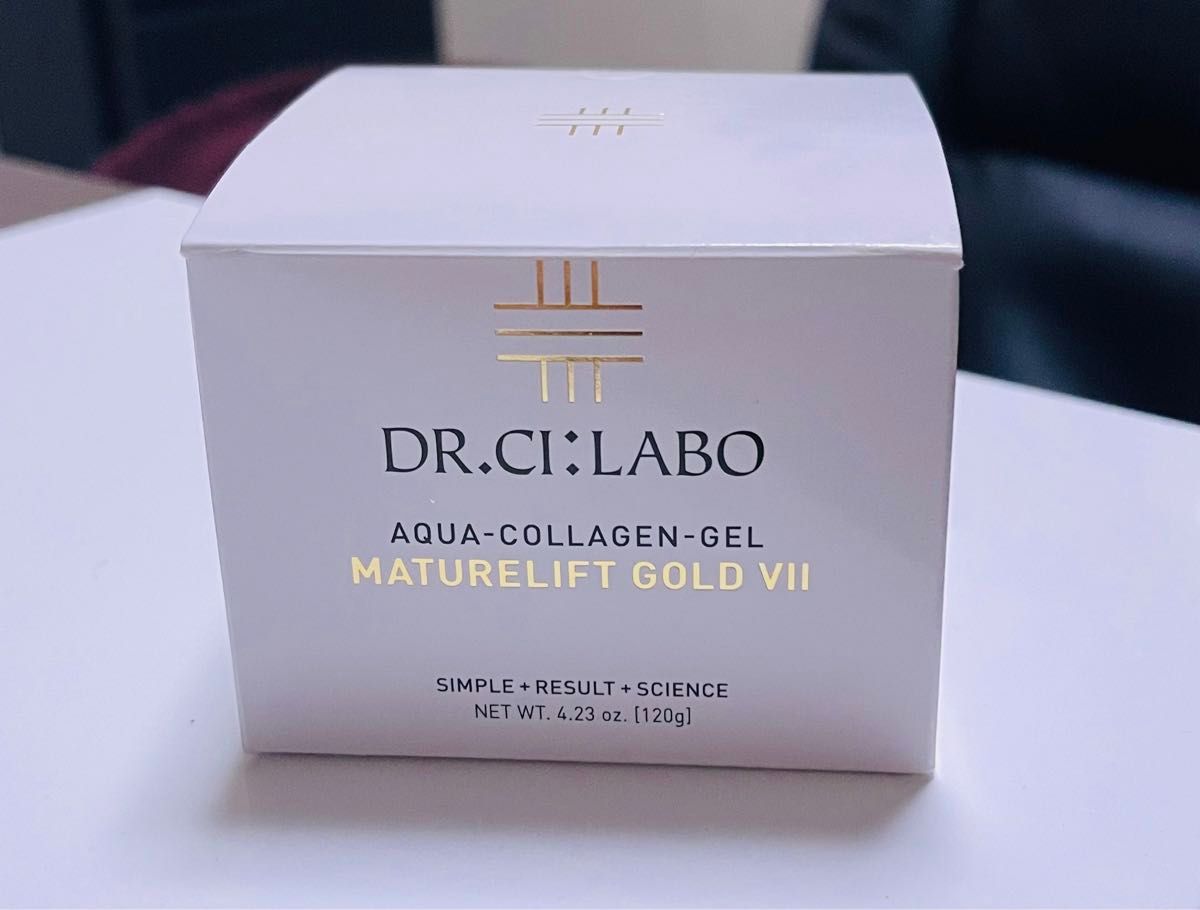 DR.CI:LABO
AQUA-COLLAGEN-GEL
MATURELIFT GOLD VII
SIMPLE+RESULT+SCIENCE
NET WT. 4.23 oz. [120g]